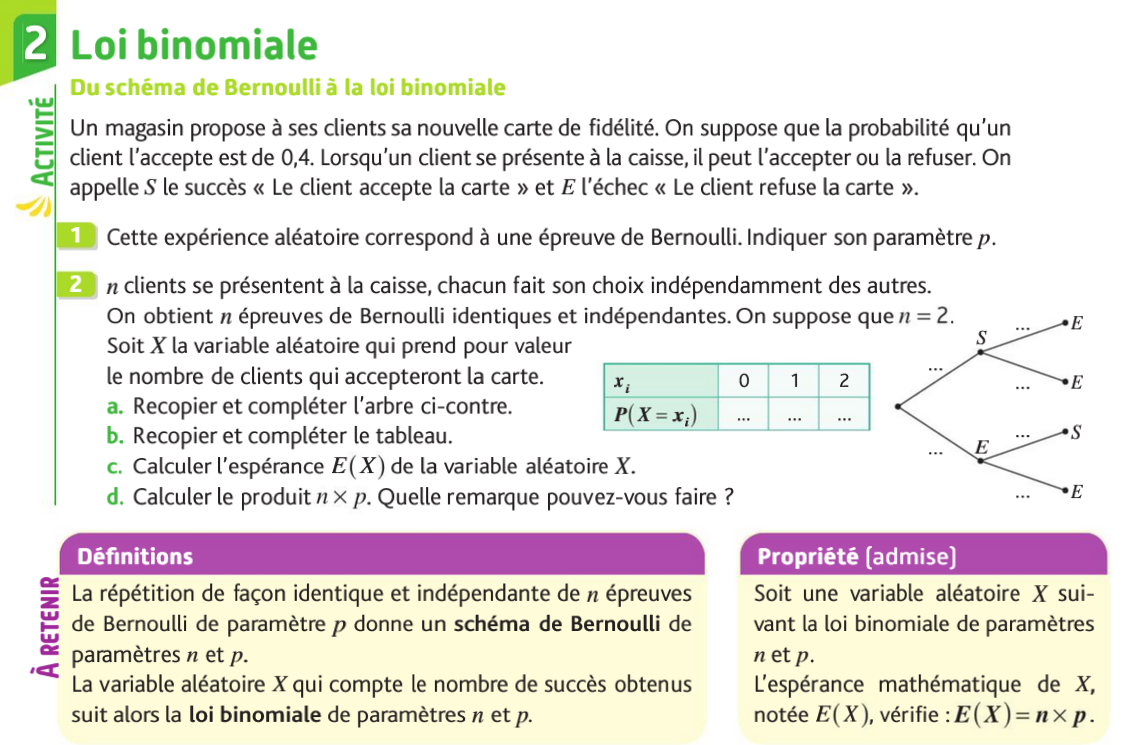 2 Loi binomiale
ACTIVITÉ
Du schéma de Bernoulli à la loi binomiale
Un magasin propose à ses clients sa nouvelle carte de fidélité. On suppose que la probabilité qu'un
client l'accepte est de 0,4. Lorsqu'un client se présente à la caisse, il peut l'accepter ou la refuser. On
appelle S le succès « Le client accepte la carte » et E l'échec « Le client refuse la carte ».
1 Cette expérience aléatoire correspond à une épreuve de Bernoulli. Indiquer son paramètre p.
2 n clients se présentent à la caisse, chacun fait son choix indépendamment des autres.
On obtient n épreuves de Bernoulli identiques et indépendantes. On suppose que n = 2.
Soit X la variable aléatoire qui prend pour valeur
le nombre de clients qui accepteront la carte.
a. Recopier et compléter l'arbre ci-contre.
b. Recopier et compléter le tableau.
c. Calculer l'espérance E(X) de la variable aléatoire X.
d. Calculer le produit n × p. Quelle remarque pouvez-vous faire ?
xi 0 1 2
P(X = xi) ... ... ...
... E
S
... ... E
... ... S
E
... E
À RETENIR
Définitions
La répétition de façon identique et indépendante de n épreuves
de Bernoulli de paramètre p donne un schéma de Bernoulli de
paramètres n et p.
La variable aléatoire X qui compte le nombre de succès obtenus
suit alors la loi binomiale de paramètres n et p.
Propriété (admise)
Soit une variable aléatoire X sui-
vant la loi binomiale de paramètres
n et p.
L'espérance mathématique de X,
notée E(X), vérifie : E(X) = n × p.